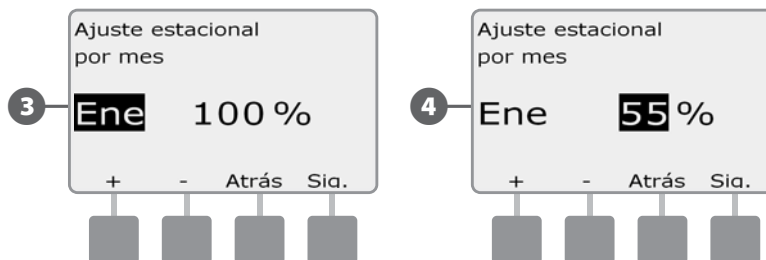 Ajuste estacional
por mes
3
Ene 100 %
+ - Atrás Sig.
Ajuste estacional
por mes
4
Ene 55 %
+ - Atrás Sig.